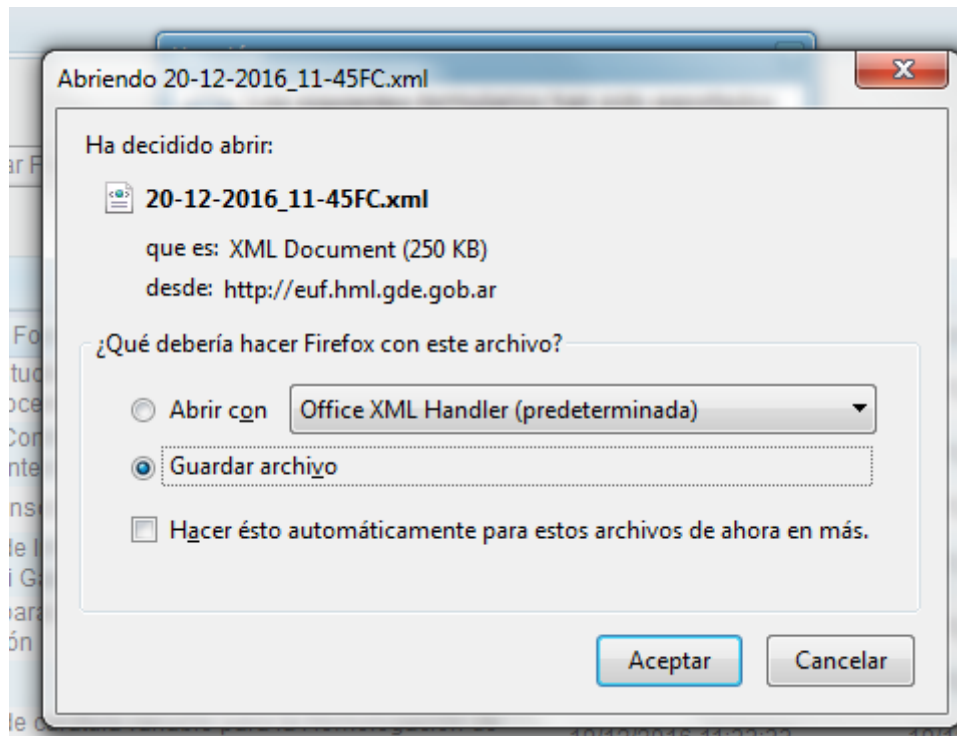 Abriendo 20-12-2016_11-45FC.xml
Ha decidido abrir:
20-12-2016_11-45FC.xml
que es: XML Document (250 KB)
desde: http://euf.hml.gde.gob.ar
¿Qué debería hacer Firefox con este archivo?
Abrir con
Office XML Handler (predeterminada)
Guardar archivo
Hacer ésto automáticamente para estos archivos de ahora en más.
Aceptar
Cancelar